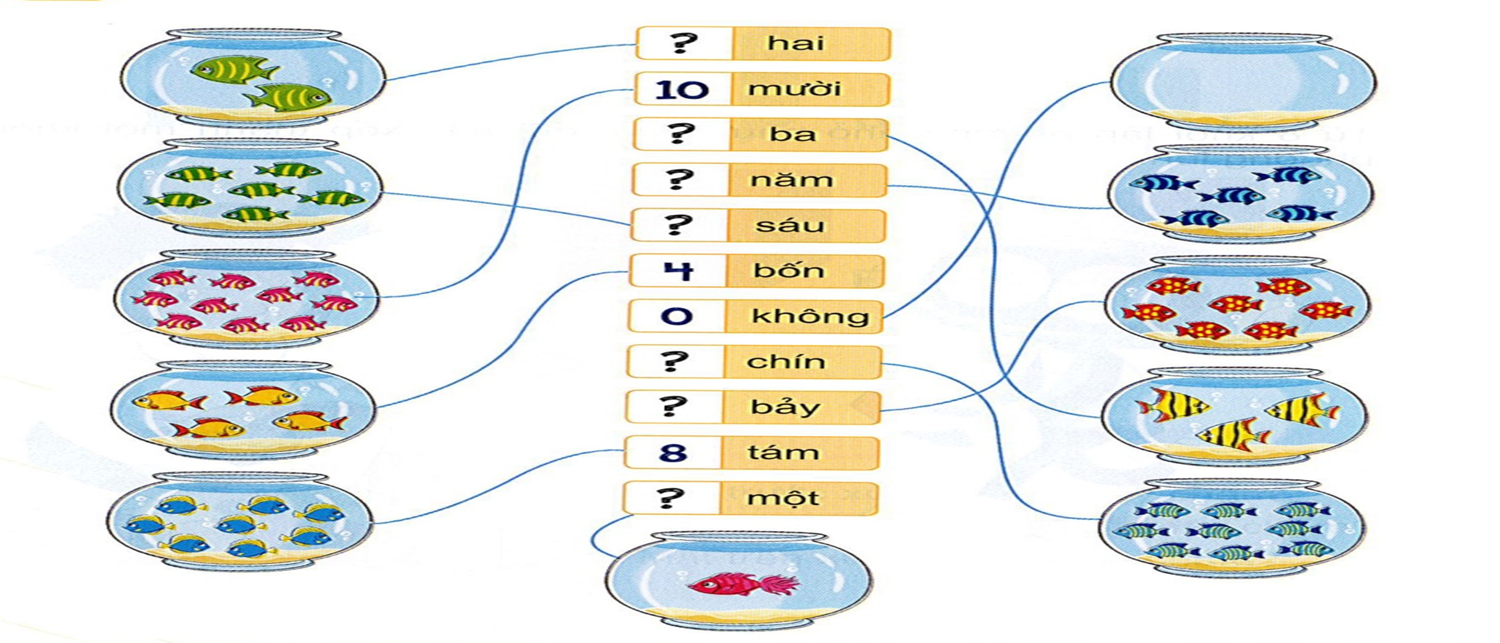 ? hai
10 mười
? ba
? năm
? sáu
4 bốn
0 không
? chín
? bảy
8 tám
? một